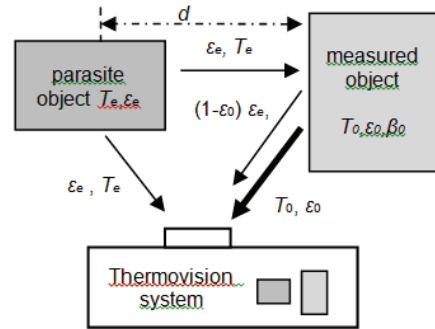 d
parasite
object Tₑ,εₑ
εₑ, Tₑ
measured
object
T₀,ε₀,β₀
(1-ε₀) εₑ,
εₑ , Tₑ
T₀, ε₀
Thermovision
system